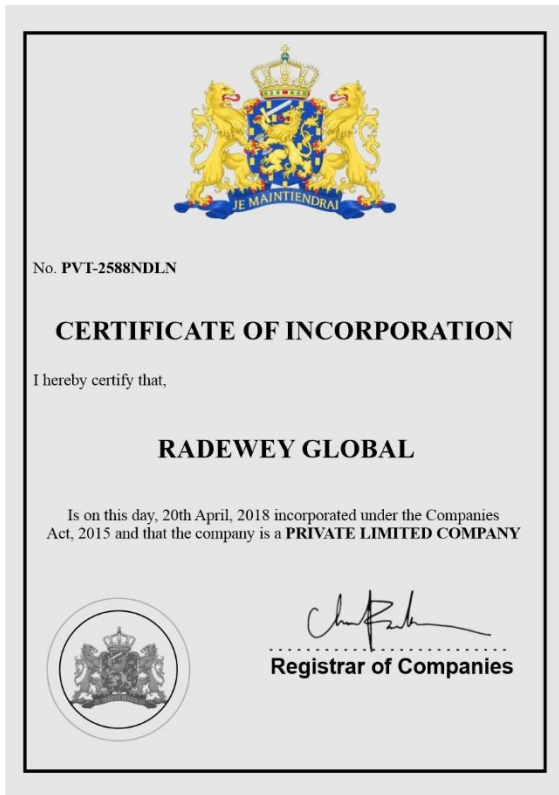 JE MAINTIENDRAI
No. PVT-2588NDLN
CERTIFICATE OF INCORPORATION
I hereby certify that,
RADEWEY GLOBAL
Is on this day, 20th April, 2018 incorporated under the Companies
Act, 2015 and that the company is a PRIVATE LIMITED COMPANY
Registrar of Companies